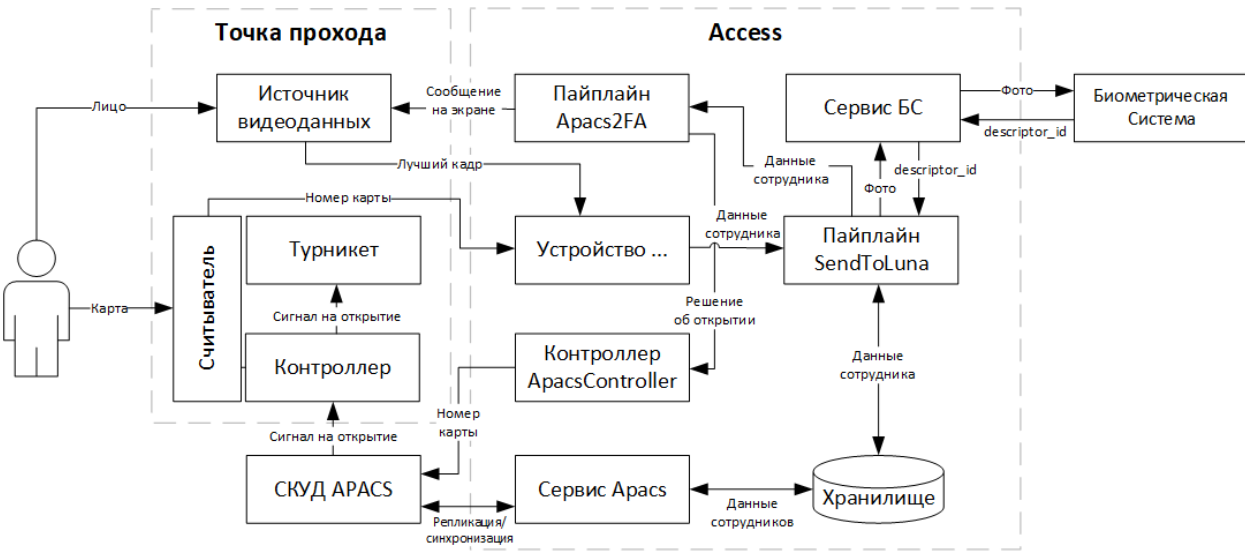 Точка прохода
Access
Лицо
Источник
видеоданных
Сообщение
на экране
Пайплайн
Apacs2FA
Сервис БС
Фото
descriptor_id
Биометрическая
Система
Лучший кадр
Данные
сотрудника
Фото
descriptor_id
Номер карты
Считыватель
Турникет
Устройство ...
Данные
сотрудника
Пайплайн
SendToLuna
Карта
Сигнал на открытие
Решение
об открытии
Контроллер
Контроллер
ApacsController
Данные
сотрудника
Номер
карты
Сигнал на открытие
СКУД APACS
Репликация/
синхронизация
Сервис Apacs
Данные
сотрудников
Хранилище